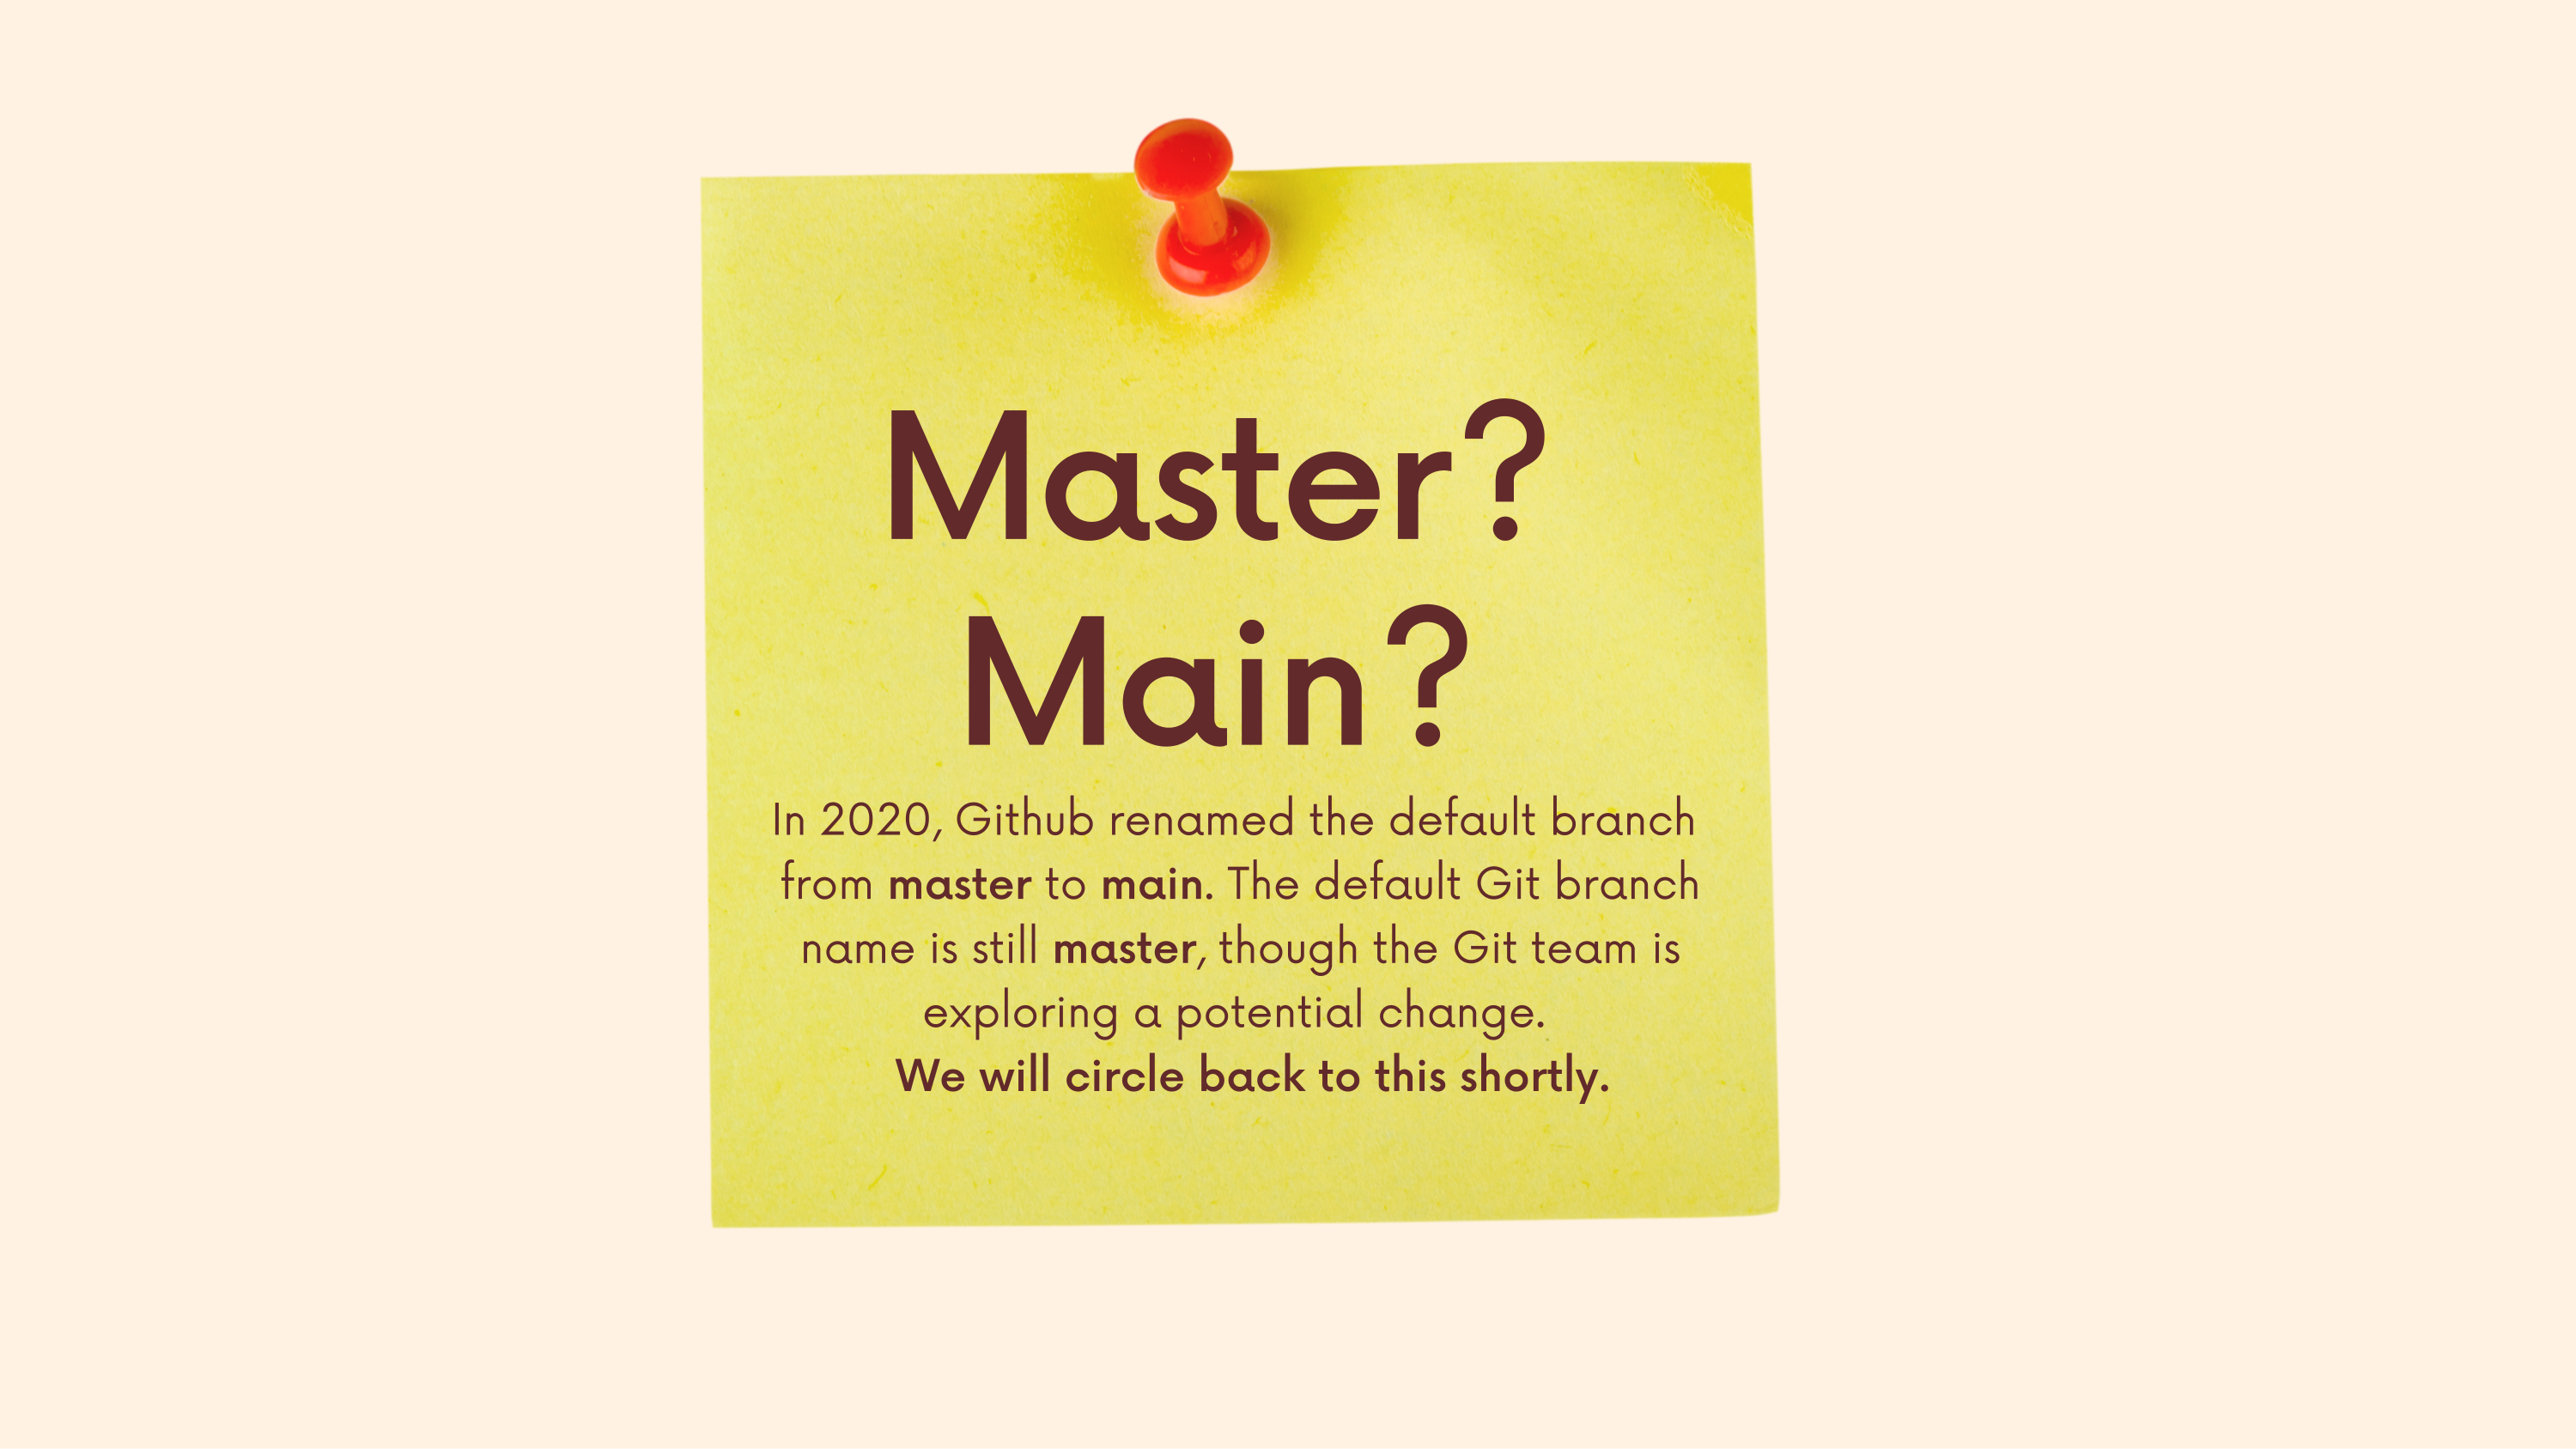 Master?
Main?
In 2020, Github renamed the default branch
from master to main. The default Git branch
name is still master, though the Git team is
exploring a potential change.
We will circle back to this shortly.